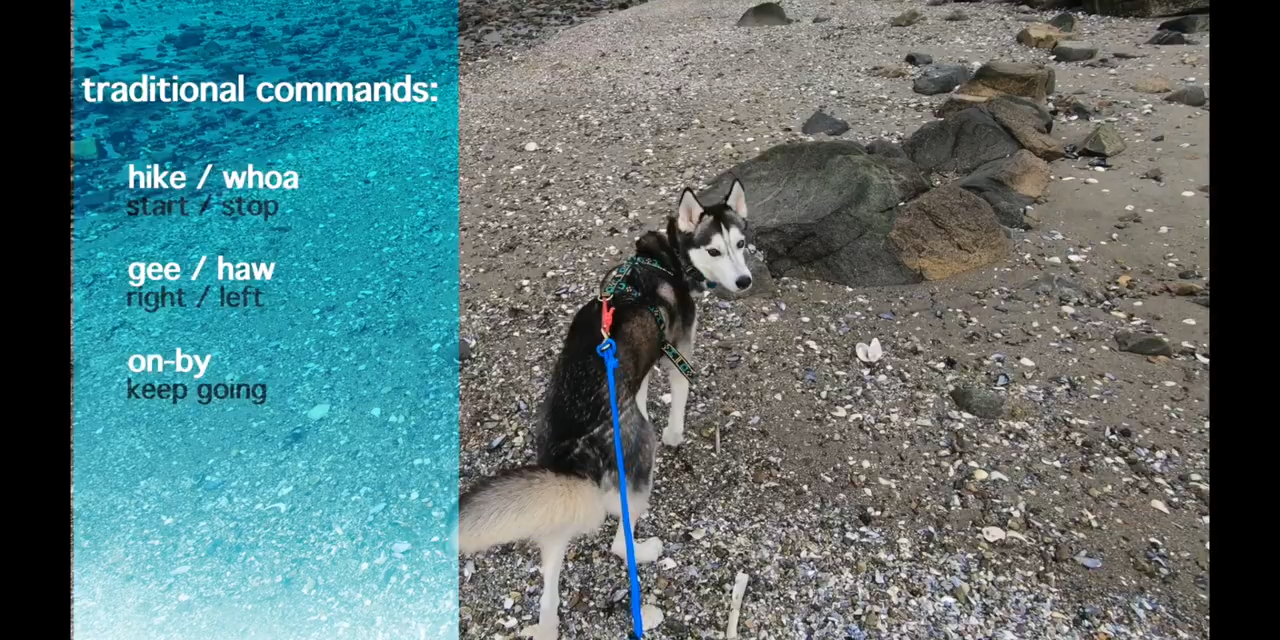 traditional commands:
hike / whoa
start / stop
gee / haw
right / left
on-by
keep going